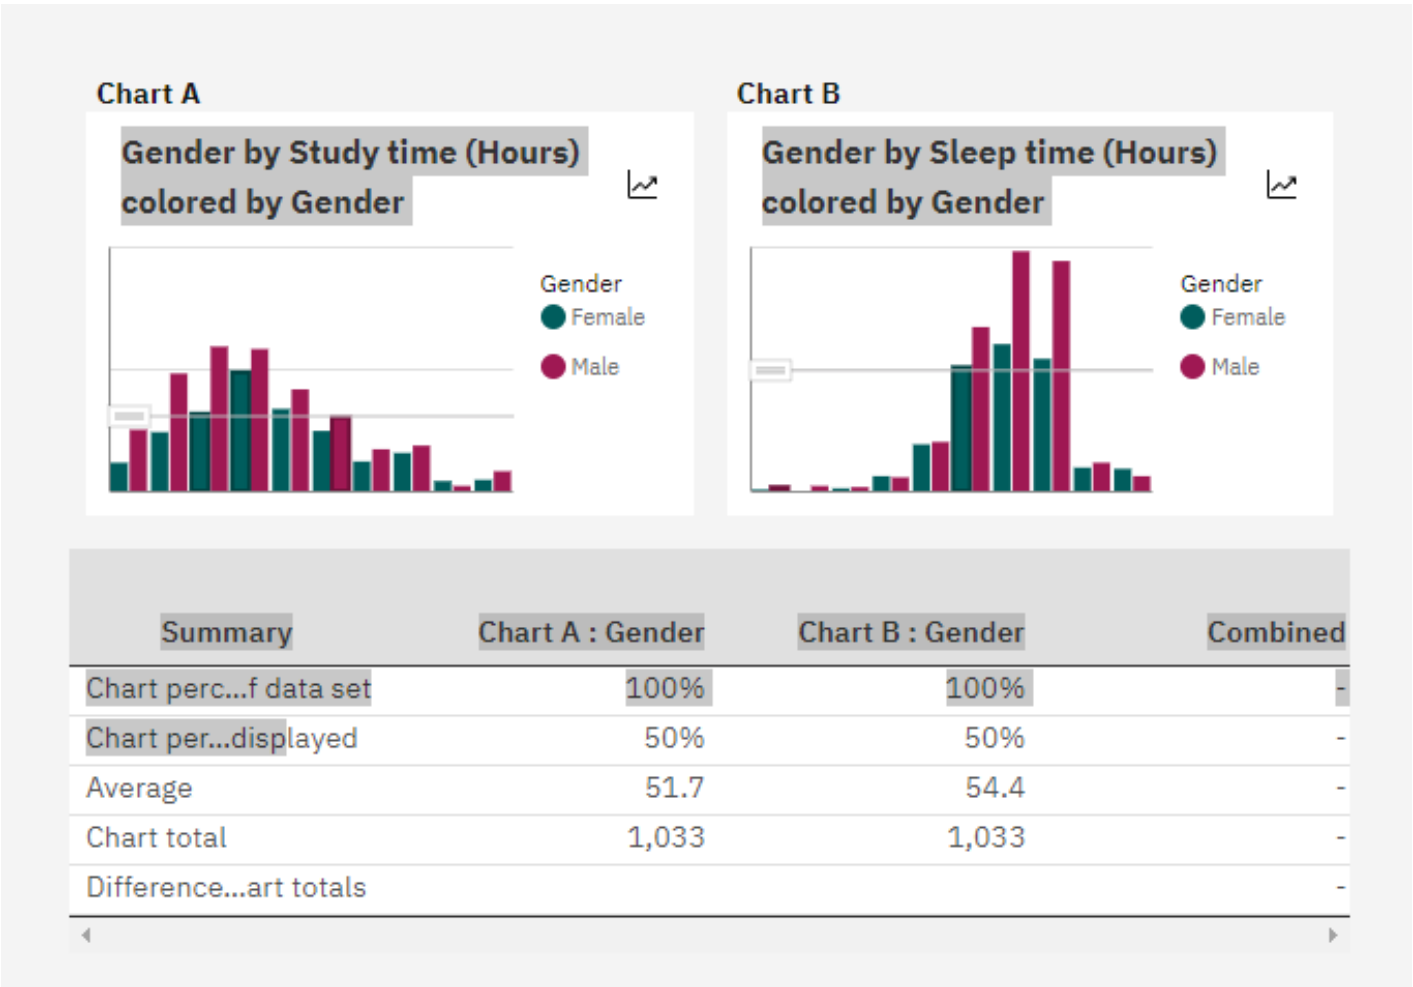 Chart A
Chart B
Gender by Study time (Hours)
colored by Gender
Gender by Sleep time (Hours)
colored by Gender
Gender
Female
Male
Gender
Female
Male
Summary Chart A : Gender Chart B : Gender Combined
Chart perc...f data set 100% 100% -
Chart per...displayed 50% 50% -
Average 51.7 54.4 -
Chart total 1,033 1,033 -
Difference...art totals -